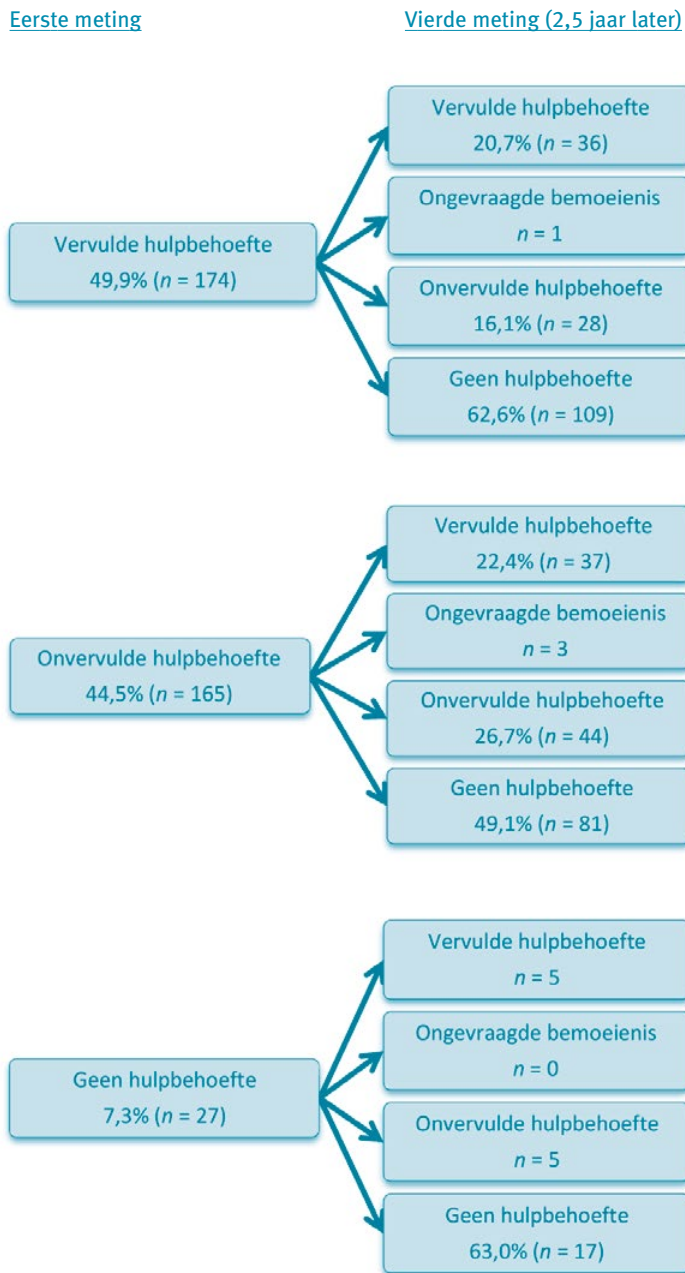 Eerste meting
Vierde meting (2,5 jaar later)
Vervulde hulpbehoefte
49,9% (n = 174)
Vervulde hulpbehoefte
20,7% (n = 36)
Ongevraagde bemoeienis
n = 1
Onvervulde hulpbehoefte
16,1% (n = 28)
Geen hulpbehoefte
62,6% (n = 109)
Onvervulde hulpbehoefte
44,5% (n = 165)
Vervulde hulpbehoefte
22,4% (n = 37)
Ongevraagde bemoeienis
n = 3
Onvervulde hulpbehoefte
26,7% (n = 44)
Geen hulpbehoefte
49,1% (n = 81)
Geen hulpbehoefte
7,3% (n = 27)
Vervulde hulpbehoefte
n = 5
Ongevraagde bemoeienis
n = 0
Onvervulde hulpbehoefte
n = 5
Geen hulpbehoefte
63,0% (n = 17)